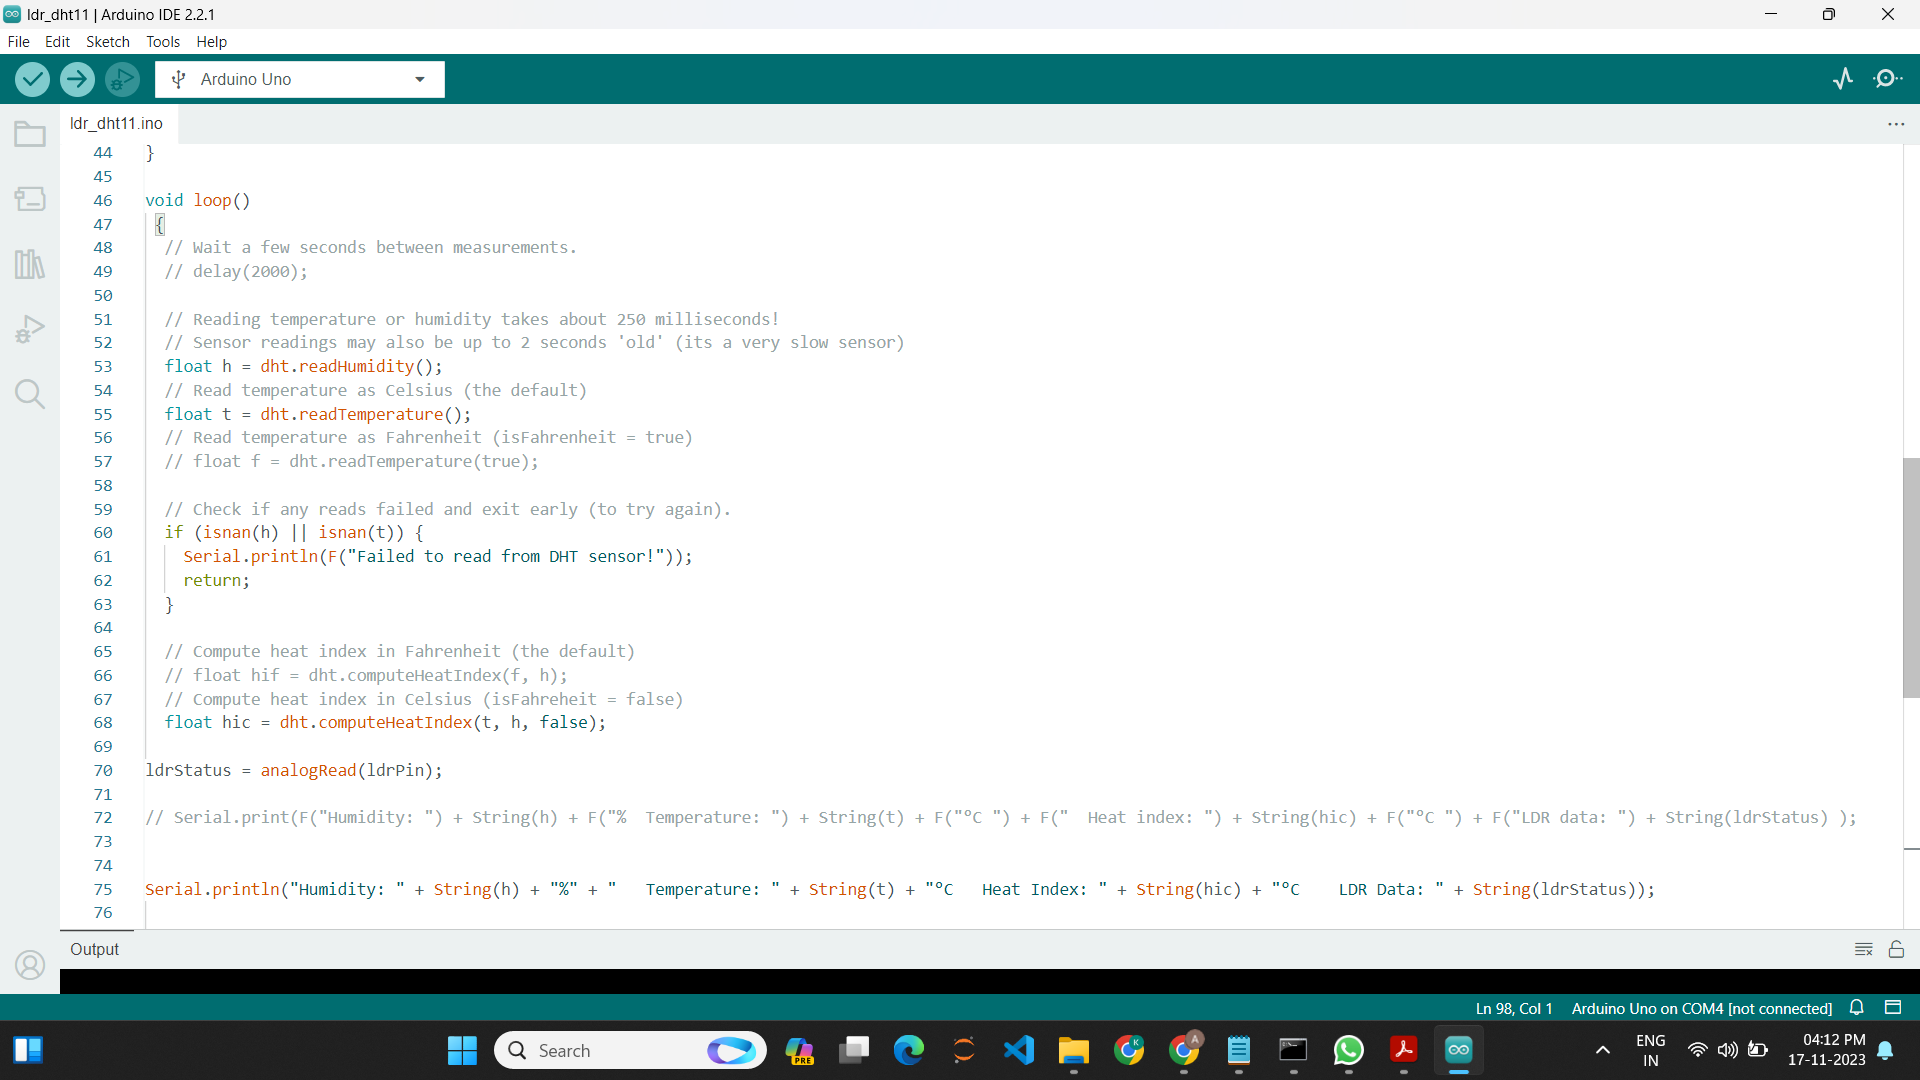 ldr_dht11 | Arduino IDE 2.2.1
File Edit Sketch Tools Help
Arduino Uno
ldr_dht11.ino
44 }
45
46 void loop()
47 {
48 // Wait a few seconds between measurements.
49 // delay(2000);
50
51 // Reading temperature or humidity takes about 250 milliseconds!
52 // Sensor readings may also be up to 2 seconds 'old' (its a very slow sensor)
53 float h = dht.readHumidity();
54 // Read temperature as Celsius (the default)
55 float t = dht.readTemperature();
56 // Read temperature as Fahrenheit (isFahrenheit = true)
57 // float f = dht.readTemperature(true);
58
59 // Check if any reads failed and exit early (to try again).
60 if (isnan(h) || isnan(t)) {
61 Serial.println(F("Failed to read from DHT sensor!"));
62 return;
63 }
64
65 // Compute heat index in Fahrenheit (the default)
66 // float hif = dht.computeHeatIndex(f, h);
67 // Compute heat index in Celsius (isFahreheit = false)
68 float hic = dht.computeHeatIndex(t, h, false);
69
70 ldrStatus = analogRead(ldrPin);
71
72 // Serial.print(F("Humidity: ") + String(h) + F("%  Temperature: ") + String(t) + F("°C ") + F("  Heat index: ") + String(hic) + F("°C ") + F("LDR data: ") + String(ldrStatus) );
73
74
75 Serial.println("Humidity: " + String(h) + "%" + "   Temperature: " + String(t) + "°C   Heat Index: " + String(hic) + "°C    LDR Data: " + String(ldrStatus));
76
Output
Ln 98, Col 1 Arduino Uno on COM4 [not connected]
Search
PRE
K
A
ENG
IN
04:12 PM
17-11-2023